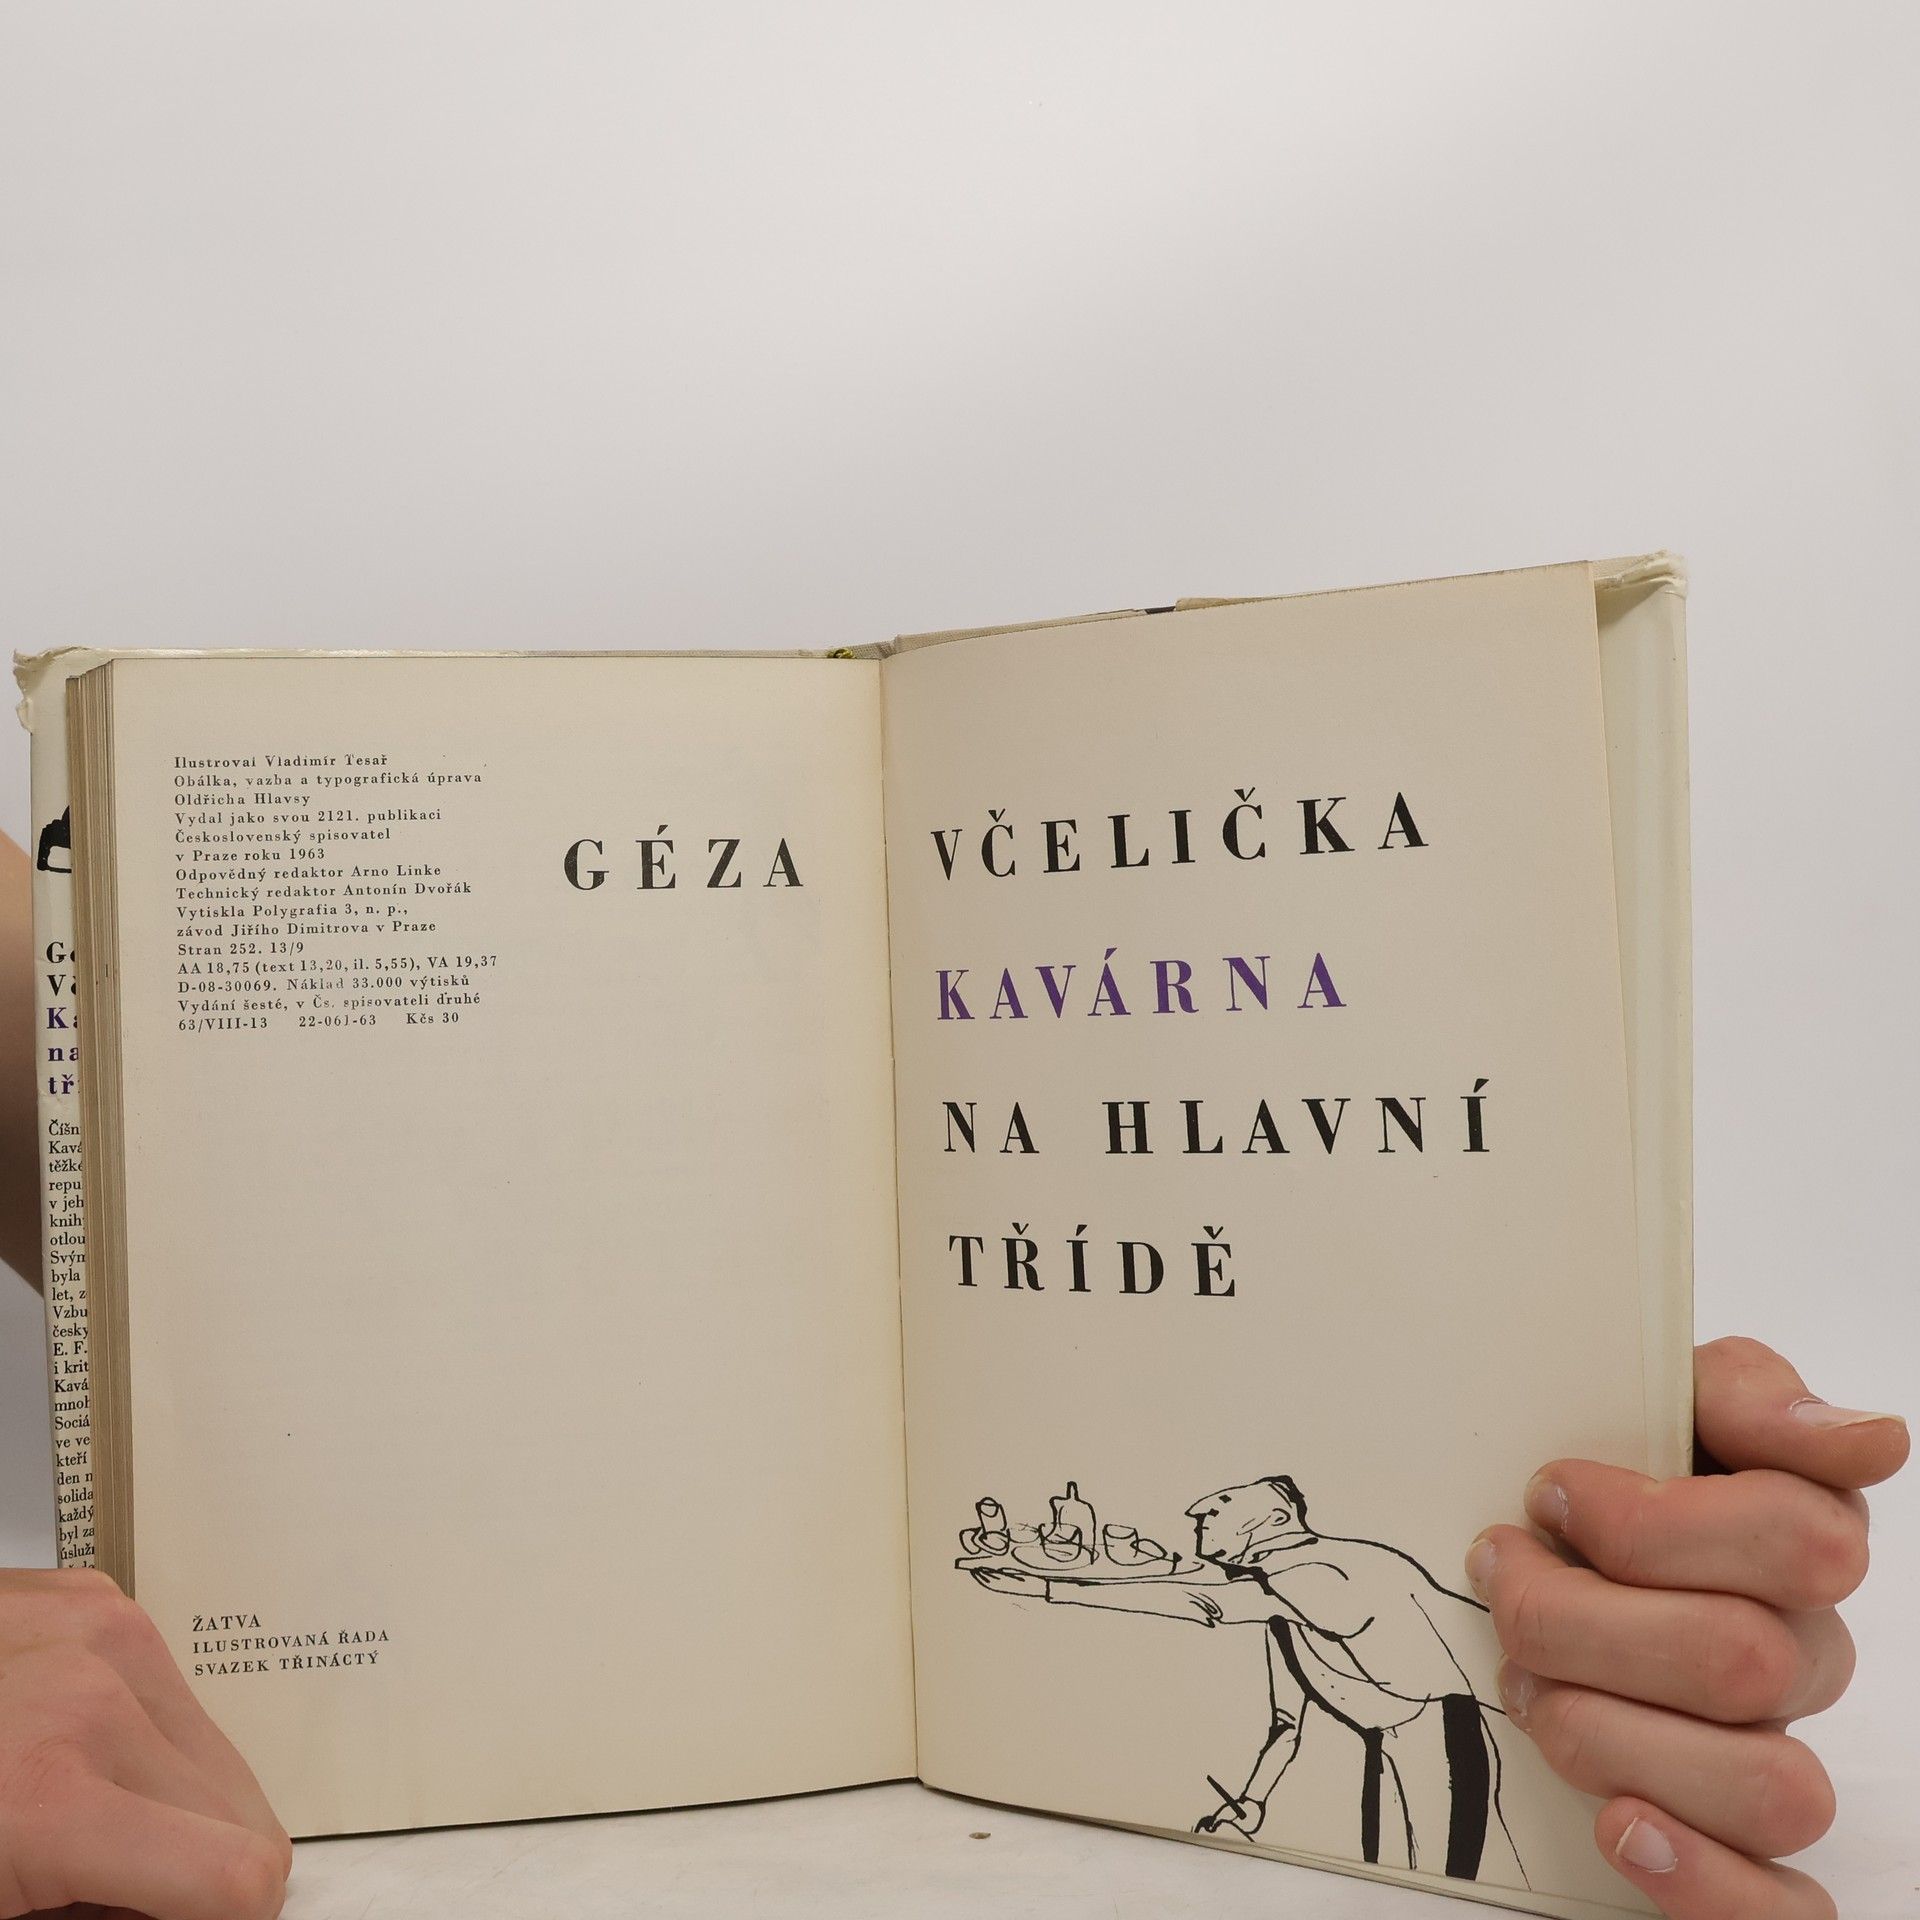 Ilustroval Vladimír Tesař
Obálka, vazba a typografická úprava
Oldřicha Hlavsy
Vydal jako svou 2121. publikaci
Československý spisovatel
v Praze roku 1963
Odpovědný redaktor Arno Linke
Technický redaktor Antonín Dvořák
Vytiskla Polygrafia 3, n. p.,
závod Jiřího Dimitrova v Praze
Stran 252. 13/9
AA 18,75 (text 13,20, il. 5,55), VA 19,37
D-08-30069. Náklad 33.000 výtisků
Vydání šesté, v Čs. spisovateli druhé
63/VIII-13 22-061-63 Kčs 30
GÉZA
ŽATVA
ILUSTROVANÁ ŘADA
SVAZEK TŘINÁCTÝ
VČELIČKA
KAVÁRNA
NA HLAVNÍ
TŘÍDĚ